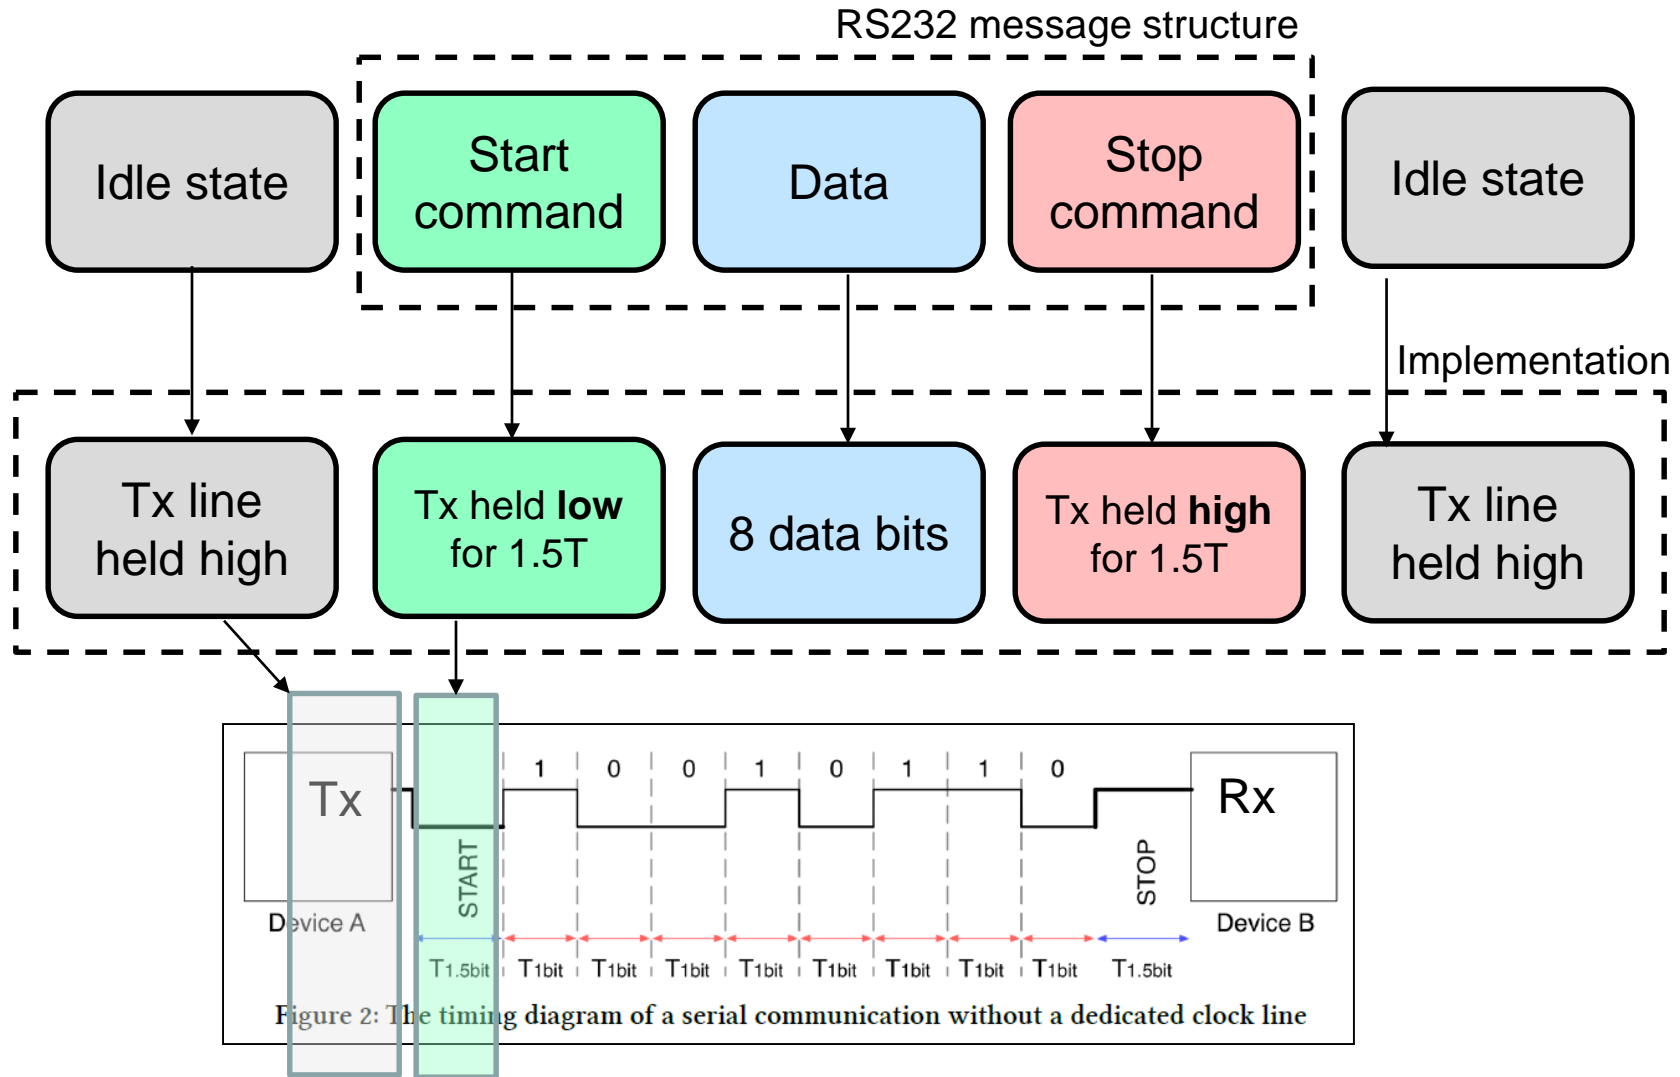 RS232 message structure
Idle state
Start
command
Data
Stop
command
Idle state
Implementation
Tx line
held high
Tx held low
for 1.5T
8 data bits
Tx held high
for 1.5T
Tx line
held high
1 0 0 1 0 1 1 0
Tx
Rx
START
STOP
Device A
Device B
T1.5bit T1bit T1bit T1bit T1bit T1bit T1bit T1bit T1bit T1.5bit
Figure 2: The timing diagram of a serial communication without a dedicated clock line